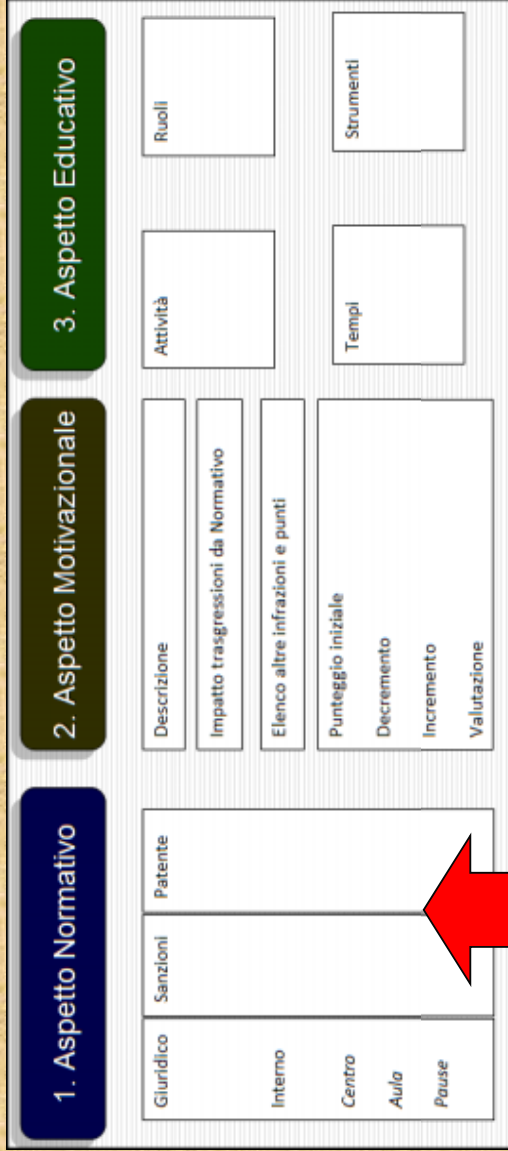 1. Aspetto Normativo
Giuridico
Interno
Centro
Aula
Pause
Sanzioni
Patente
2. Aspetto Motivazionale
Descrizione
Impatto trasgressioni da Normativo
Elenco altre infrazioni e punti
Punteggio iniziale
Decremento
Incremento
Valutazione
3. Aspetto Educativo
Attività
Ruoli
Tempi
Strumenti